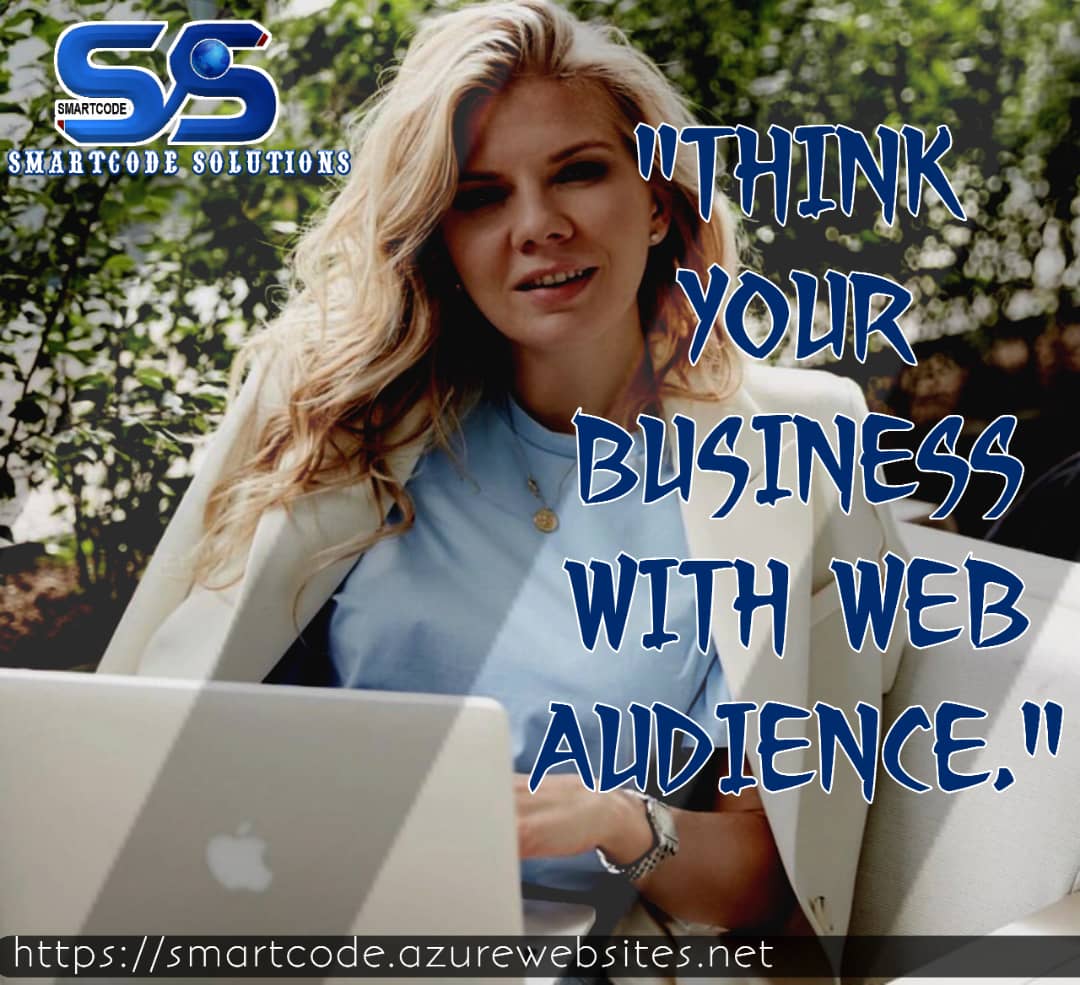 SS
SMARTCODE
SMARTCODE SOLUTIONS
"THINK
YOUR
BUSINESS
WITH WEB
AUDIENCE."
https://smartcode.azurewebsites.net